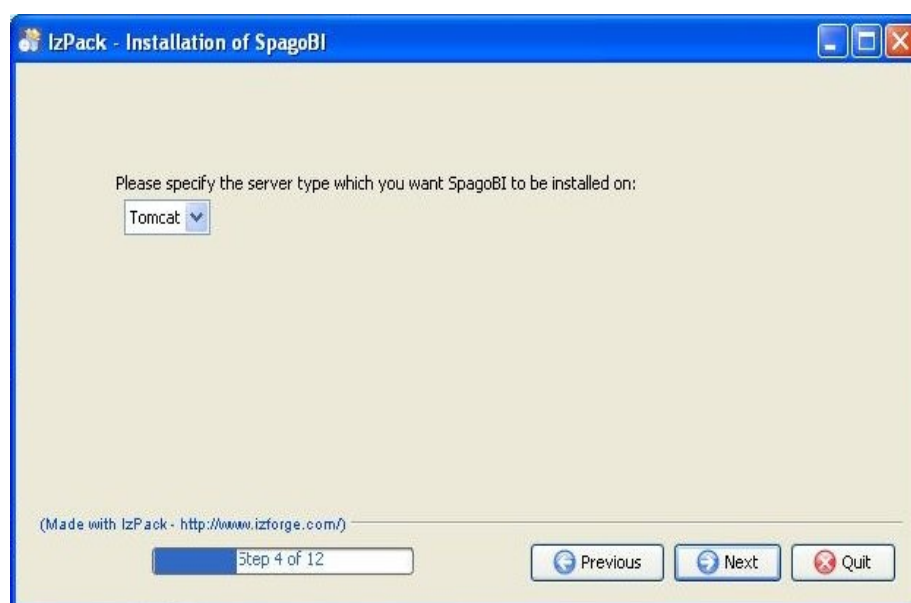 IzPack - Installation of SpagoBI
Please specify the server type which you want SpagoBI to be installed on:
Tomcat
(Made with IzPack - http://www.izforge.com/)
Step 4 of 12
Previous
Next
Quit